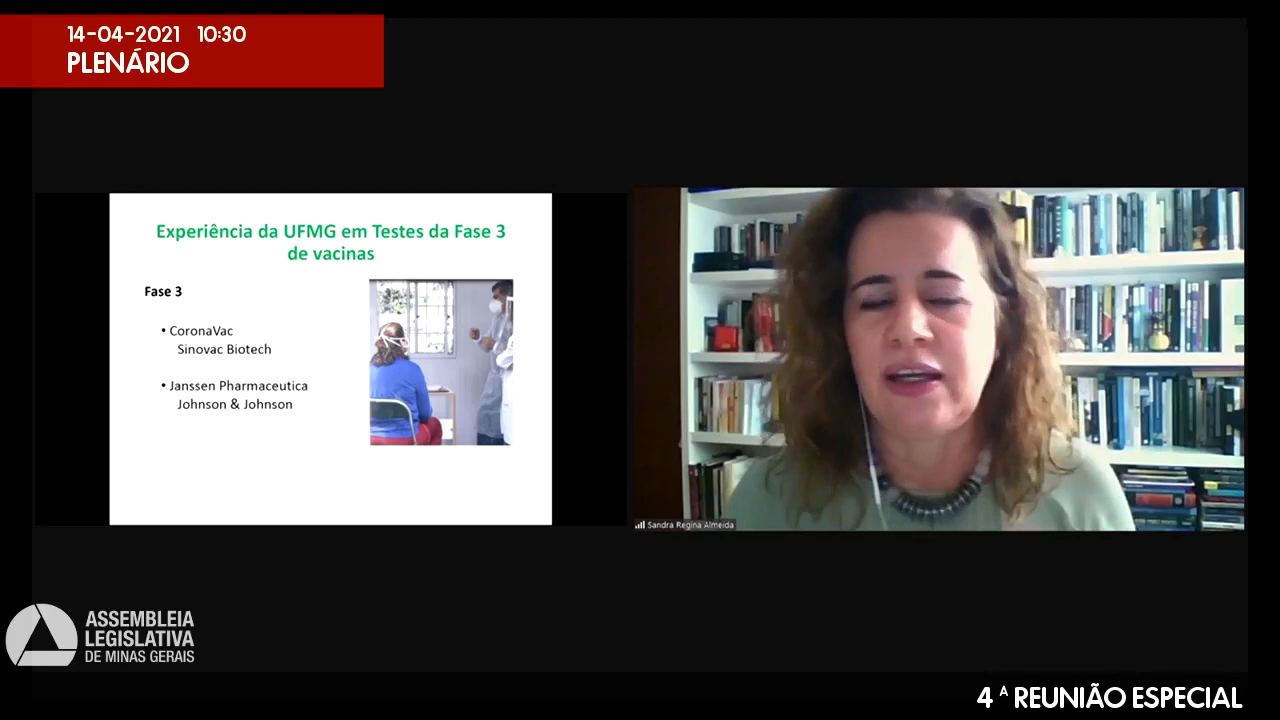 14-04-2021 10:30
PLENÁRIO
Experiência da UFMG em Testes da Fase 3
de vacinas
Fase 3
• CoronaVac
Sinovac Biotech
• Janssen Pharmaceutica
Johnson & Johnson
Sandra Regina Almeida
ASSEMBLEIA
LEGISLATIVA
DE MINAS GERAIS
4ª REUNIÃO ESPECIAL